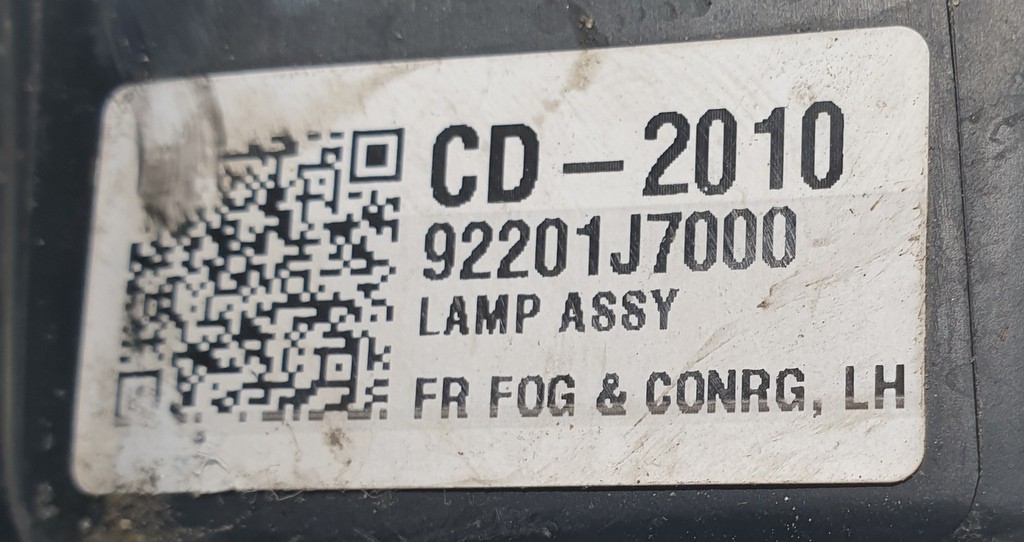 CD-2010
92201J7000
LAMP ASSY
FR FOG & CONRG, LH